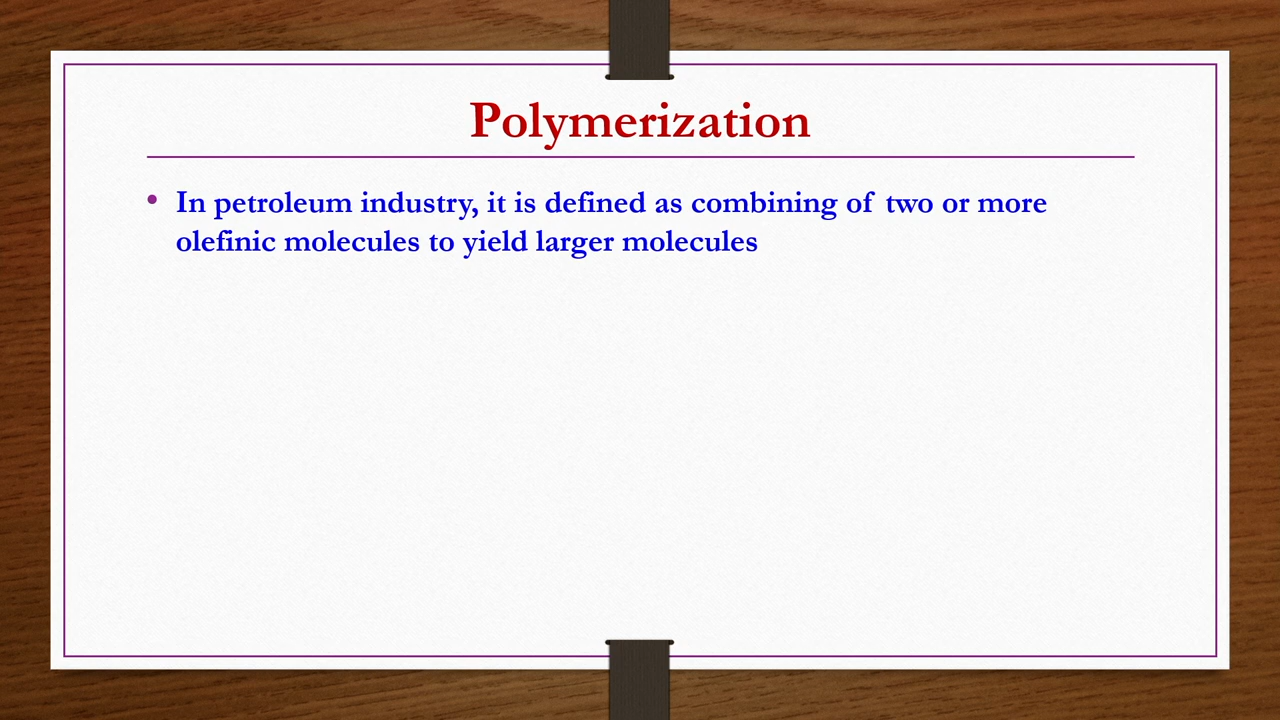 Polymerization
• In petroleum industry, it is defined as combining of two or more
olefinic molecules to yield larger molecules